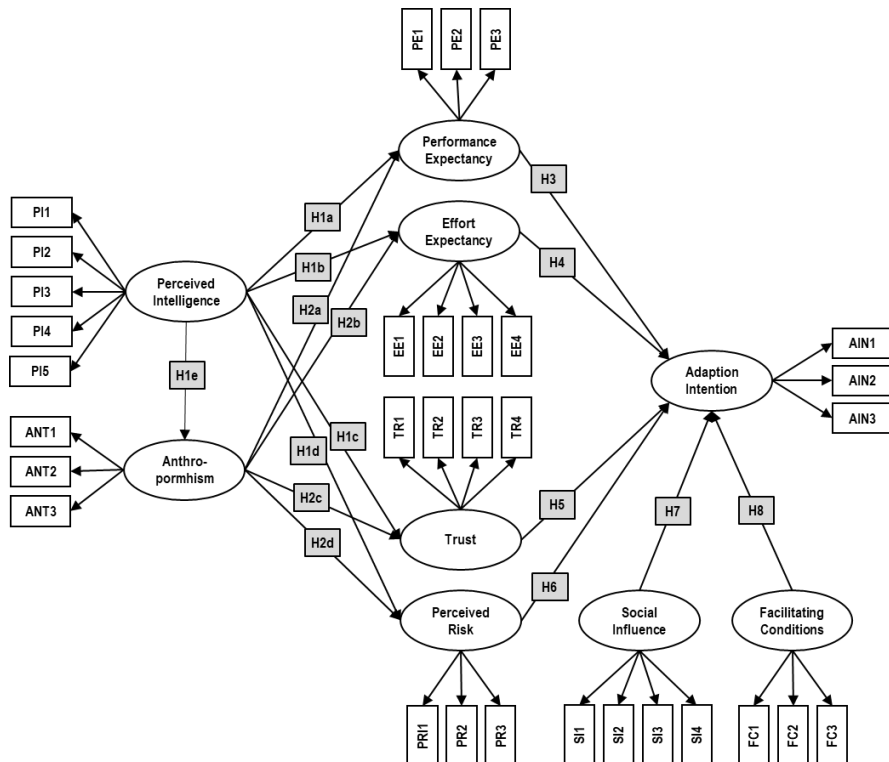 PE1
PE2
PE3
Performance
Expectancy
H3
PI1
PI2
PI3
PI4
PI5
H1a
Effort
Expectancy
H4
Perceived
Intelligence
H1b
H2a
H2b
EE1
EE2
EE3
EE4
H1e
Adaption
Intention
AIN1
AIN2
AIN3
ANT1
ANT2
ANT3
Anthro-
pormhism
H1d
H1c
TR1
TR2
TR3
TR4
H2c
H2d
Trust
H5
H7
H8
H6
Perceived
Risk
Social
Influence
Facilitating
Conditions
PRI1
PR2
PR3
SI1
SI2
SI3
SI4
FC1
FC2
FC3